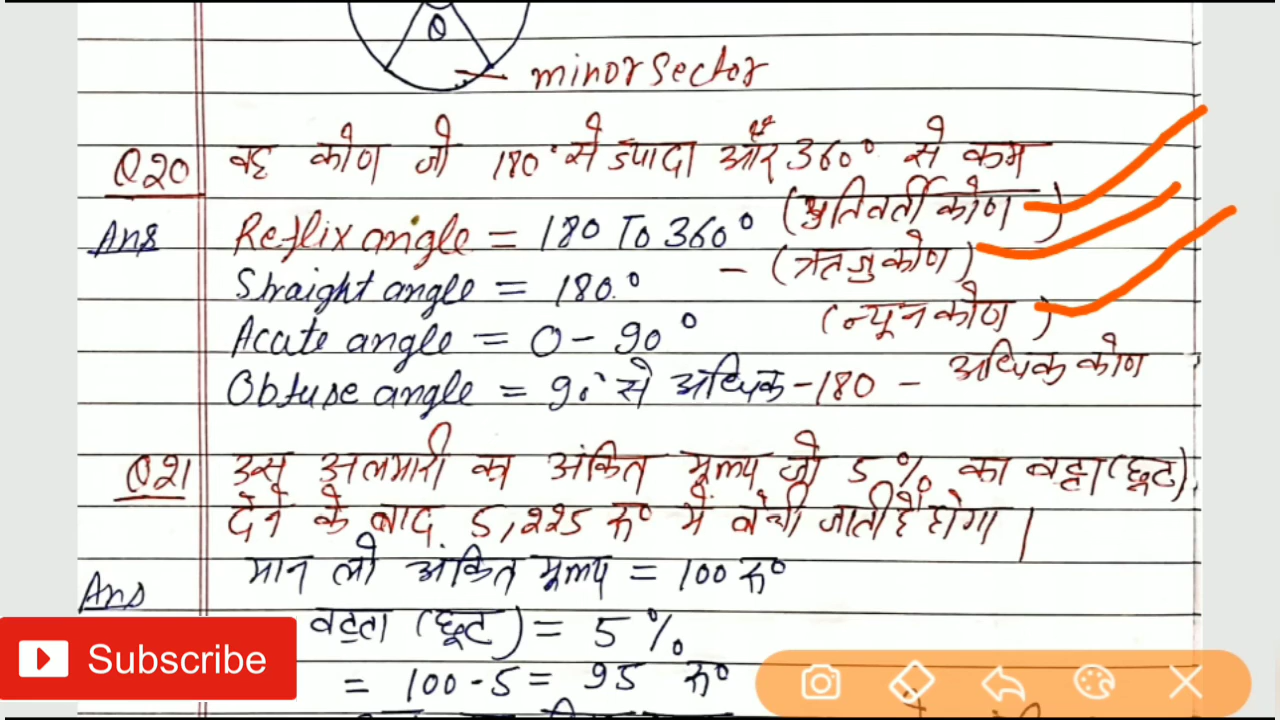 θ
minor sector
Q20 वह कोण जो 180° से ज्यादा और 360° से कम
(प्रतिवर्ती कोण)
Ans Reflix angle = 180 To 360°
- (ऋजु कोण)
Straight angle = 180°
(न्यून कोण)
Acate angle = 0 - 90°
Obtuse angle = 90° से अधिक - 180 - अधिक कोण
Q21 उस अलमारी का अंकित मूल्य जो 5% का बट्टा (छूट)
देने के बाद 5,225 रु० में बेची जाती है होगा |
Ans मान लो अंकित मूल्य = 100 रु०
बट्टा (छूट) = 5%
Subscribe
= 100 - 5 = 95 रु०